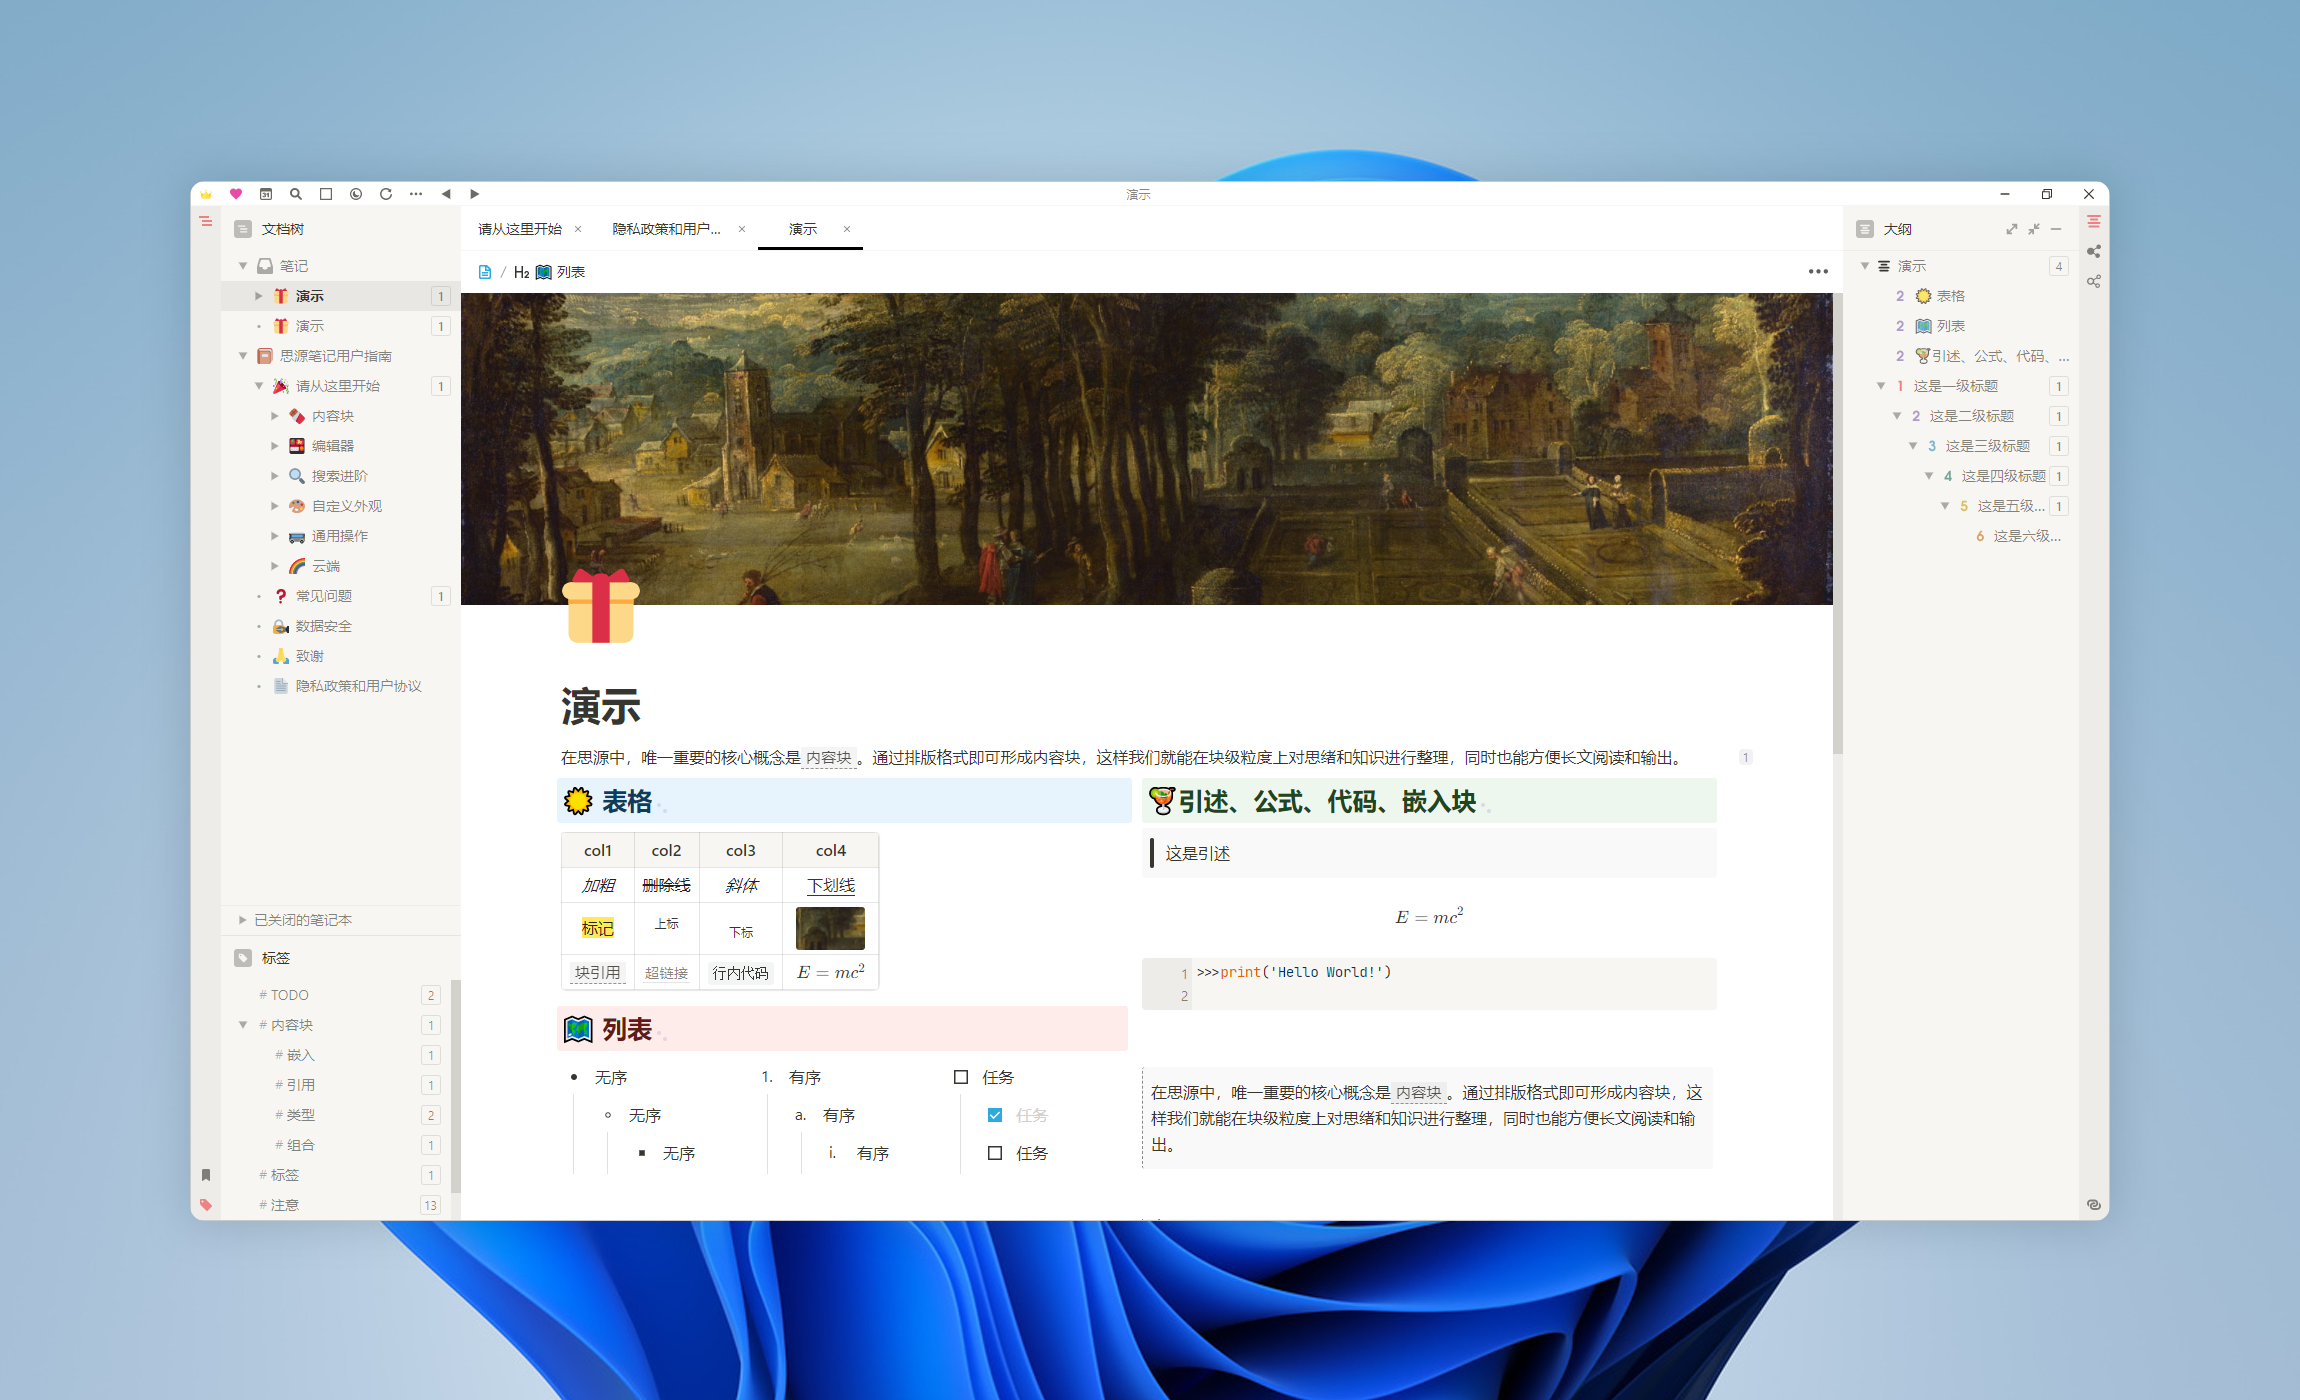 演示
文档树
笔记
演示 1
演示 1
思源笔记用户指南
请从这里开始 1
内容块
编辑器
搜索进阶
自定义外观
通用操作
云端
常见问题 1
数据安全
致谢
隐私政策和用户协议
已关闭的笔记本
标签
# TODO 2
# 内容块 1
# 嵌入 1
# 引用 1
# 类型 2
# 组合 1
# 标签 1
# 注意 13
请从这里开始 × 隐私政策和用户... × 演示 ×
/ H2 列表
演示
在思源中，唯一重要的核心概念是 内容块 。通过排版格式即可形成内容块，这样我们就能在块级粒度上对思绪和知识进行整理，同时也能方便长文阅读和输出。 1
表格
col1 col2 col3 col4
加粗 删除线 斜体 下划线
标记 上标 下标
块引用 超链接 行内代码 E = mc²
列表
• 无序
◦ 无序
▪ 无序
1. 有序
a. 有序
i. 有序
任务
任务
任务
引述、公式、代码、嵌入块
这是引述
E = mc²
1 >>>print('Hello World!')
2
在思源中，唯一重要的核心概念是 内容块 。通过排版格式即可形成内容块，这
样我们就能在块级粒度上对思绪和知识进行整理，同时也能方便长文阅读和输
出。
大纲
演示 4
2 表格
2 列表
2 引述、公式、代码、...
1 这是一级标题 1
2 这是二级标题 1
3 这是三级标题 1
4 这是四级标题 1
5 这是五级... 1
6 这是六级...